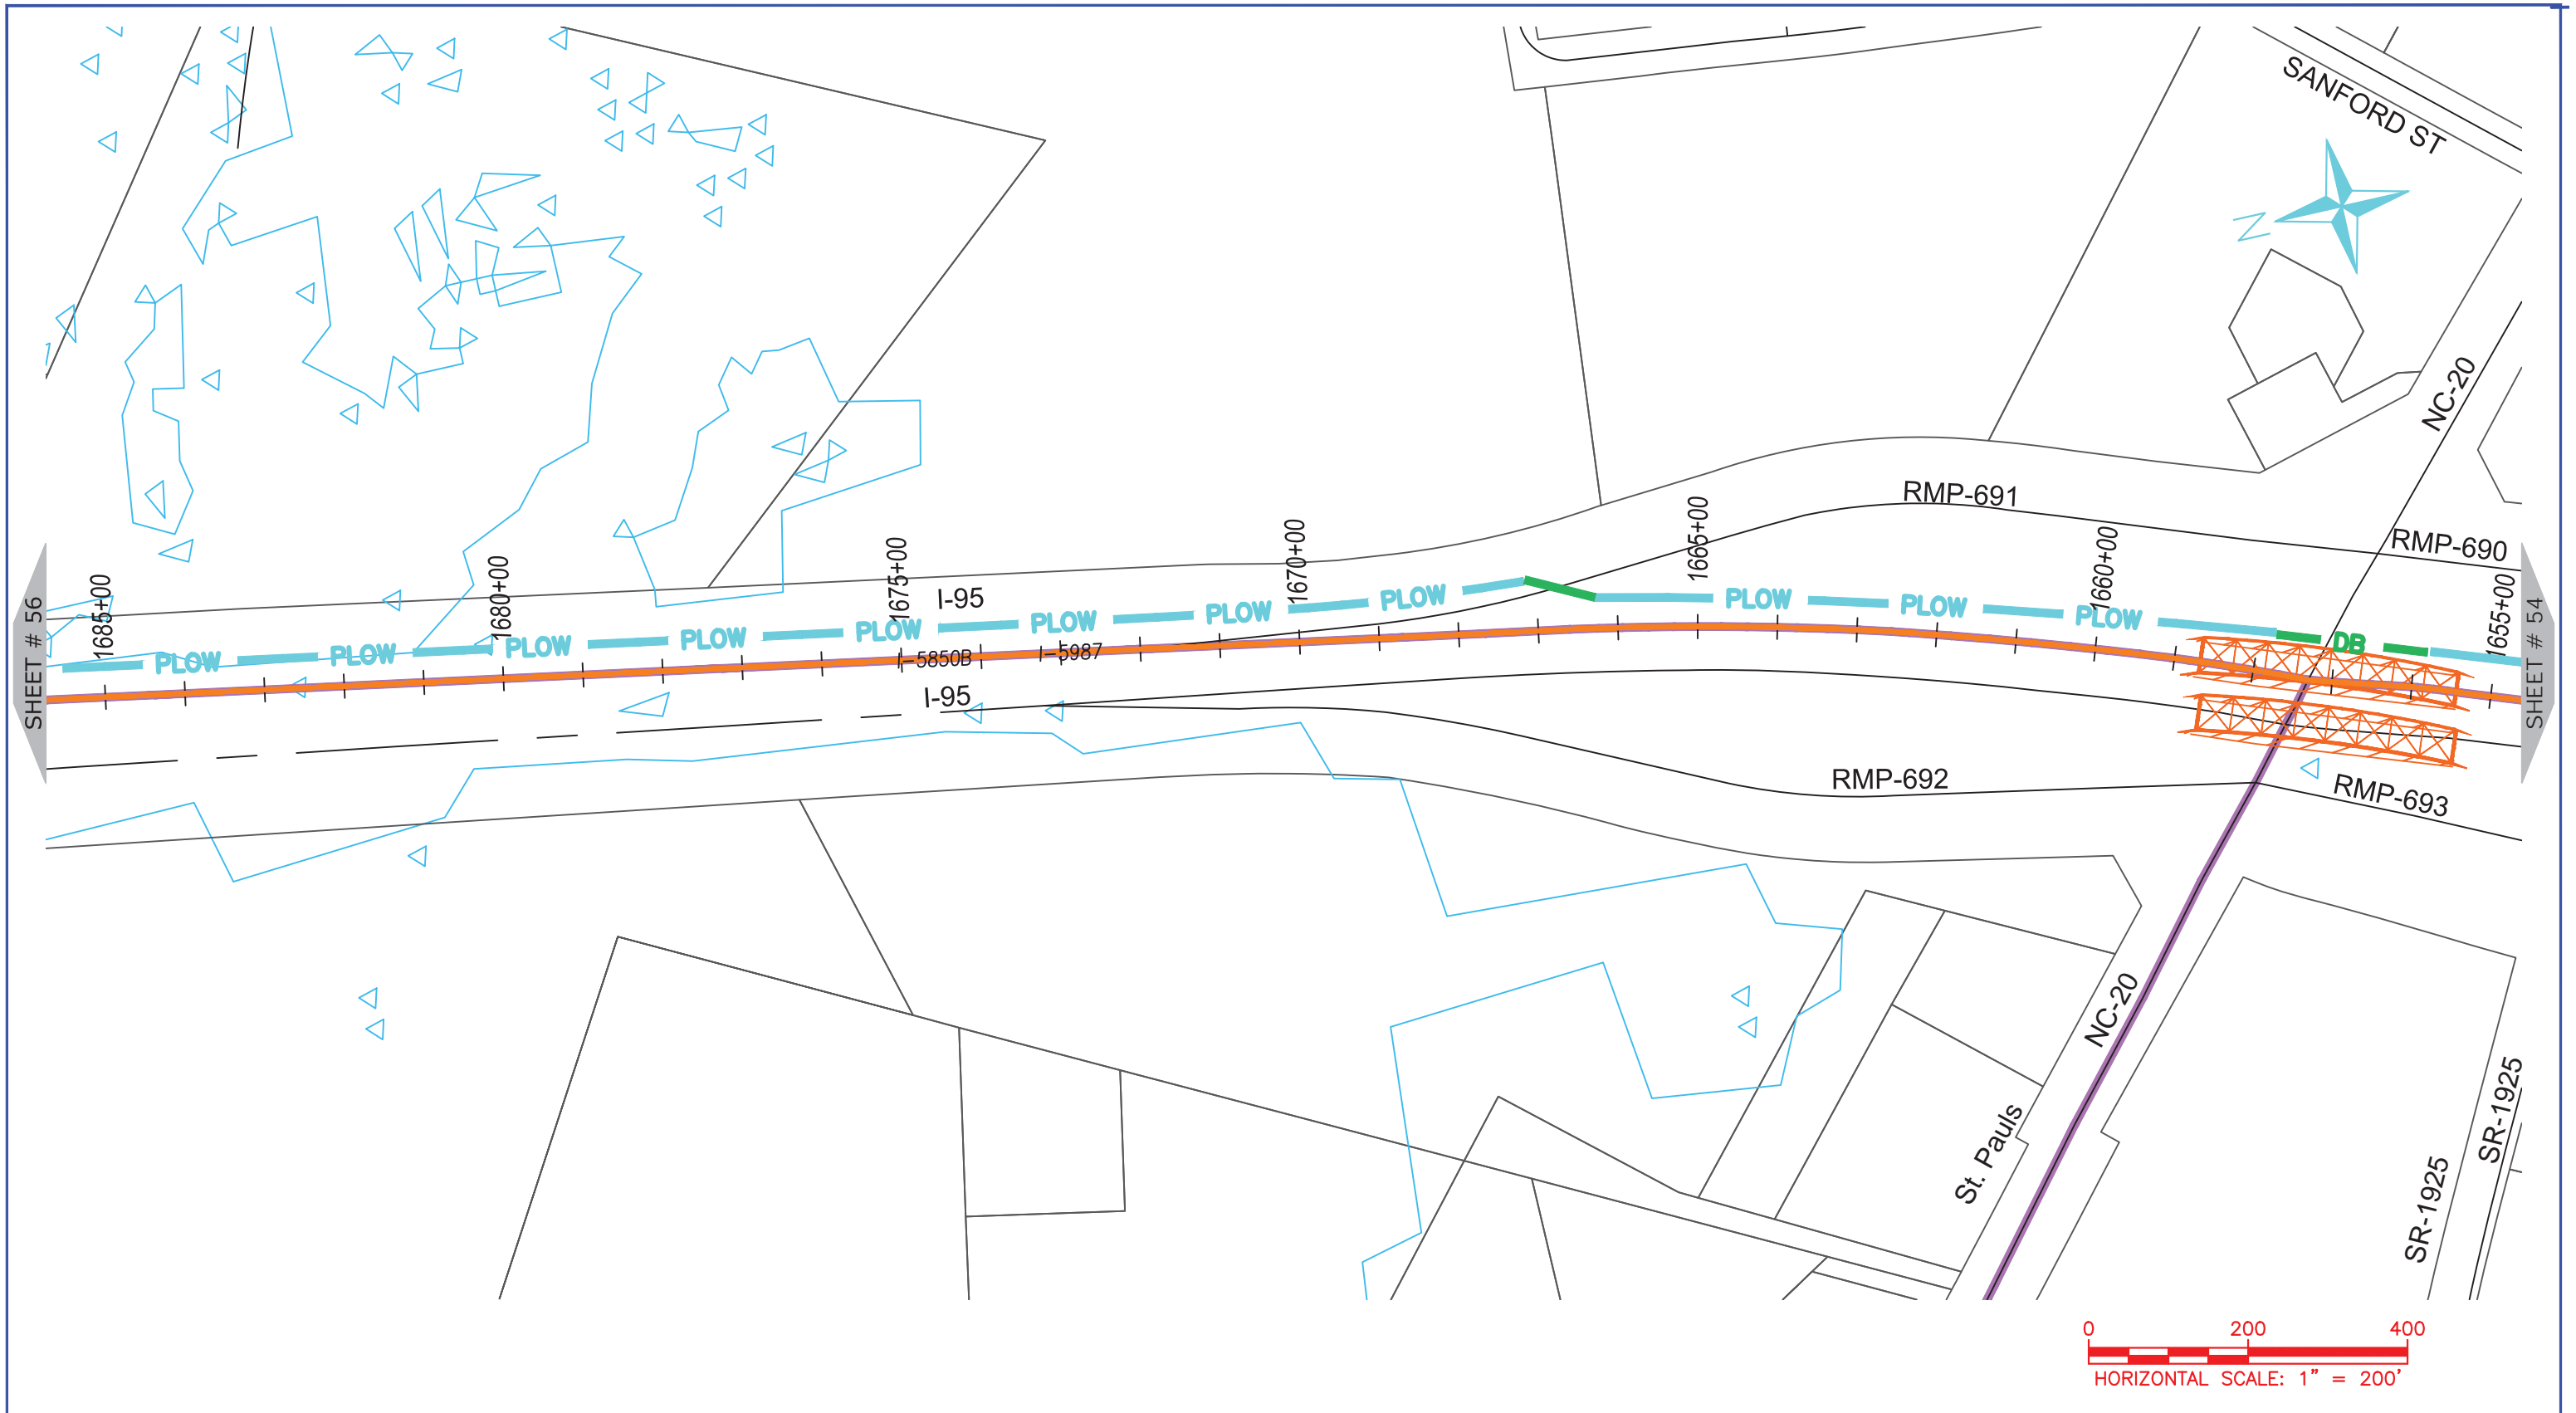 SANFORD ST
N
NC-20
RMP-691
RMP-690
1685+00
1680+00
1675+00
1670+00
1665+00
1660+00
1655+00
I-95
PLOW
PLOW
PLOW
PLOW
PLOW
PLOW
PLOW
PLOW
PLOW
PLOW
PLOW
DB
I-5850B
I-5987
SHEET # 56
SHEET # 54
I-95
RMP-692
RMP-693
NC-20
St. Pauls
SR-1925
SR-1925
0 200 400
HORIZONTAL SCALE: 1" = 200'